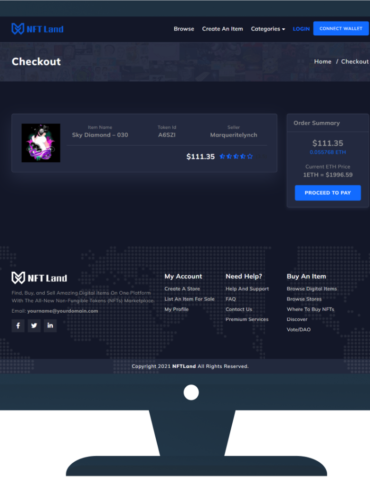 NFT Land
Browse Create An Item Categories LOGIN CONNECT WALLET
Checkout
Home / Checkout
Item Name Token Id Seller
Sky Diamond - 030 A65ZI Marqueritelynch
$111.35
Order Summary
$111.35
Current ETH Price
1ETH = $1996.59
PROCEED TO PAY
NFT Land
Find, Buy, and Sell Amazing Digital Items On One Platform
With The All-New Non Fungible Tokens (NFTs) Marketplace.
Email: yourname@yourdomain.com
My Account
Create A Store
List An Item For Sale
My Profile
Need Help?
Help And Support
FAQ
Contact Us
Premium Services
Buy An Item
Browse Digital Items
Browse Stores
Where To Buy NFTs
Discover
Vote/DAO
Copyright 2021 NFTLand All Rights Reserved.